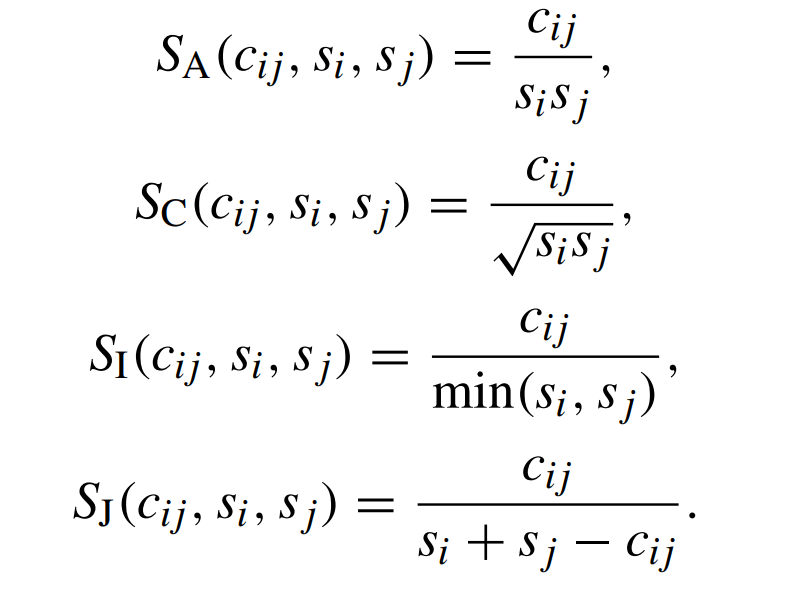 S_A(c_{ij}, s_i, s_j) = \frac{c_{ij}}{s_i s_j},
S_C(c_{ij}, s_i, s_j) = \frac{c_{ij}}{\sqrt{s_i s_j}},
S_I(c_{ij}, s_i, s_j) = \frac{c_{ij}}{\min(s_i, s_j)},
S_J(c_{ij}, s_i, s_j) = \frac{c_{ij}}{s_i + s_j - c_{ij}}.